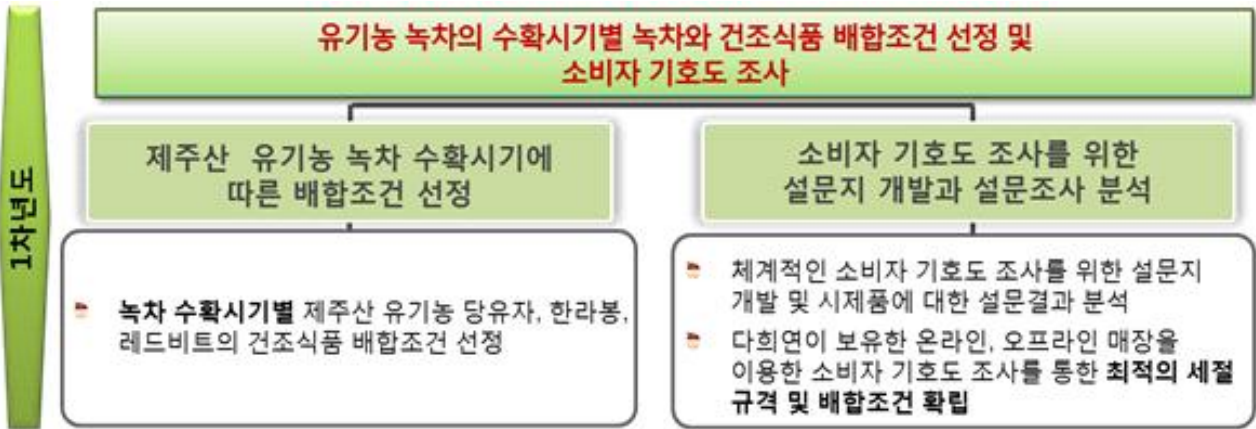 유기농 녹차의 수확시기별 녹차와 건조식품 배합조건 선정 및
소비자 기호도 조사
1차년도
제주산 유기농 녹차 수확시기에
따른 배합조건 선정
녹차 수확시기별 제주산 유기농 당유자, 한라봉,
레드비트의 건조식품 배합조건 선정
소비자 기호도 조사를 위한
설문지 개발과 설문조사 분석
체계적인 소비자 기호도 조사를 위한 설문지
개발 및 시제품에 대한 설문결과 분석
다희연이 보유한 온라인, 오프라인 매장을
이용한 소비자 기호도 조사를 통한 최적의 세절
규격 및 배합조건 확립